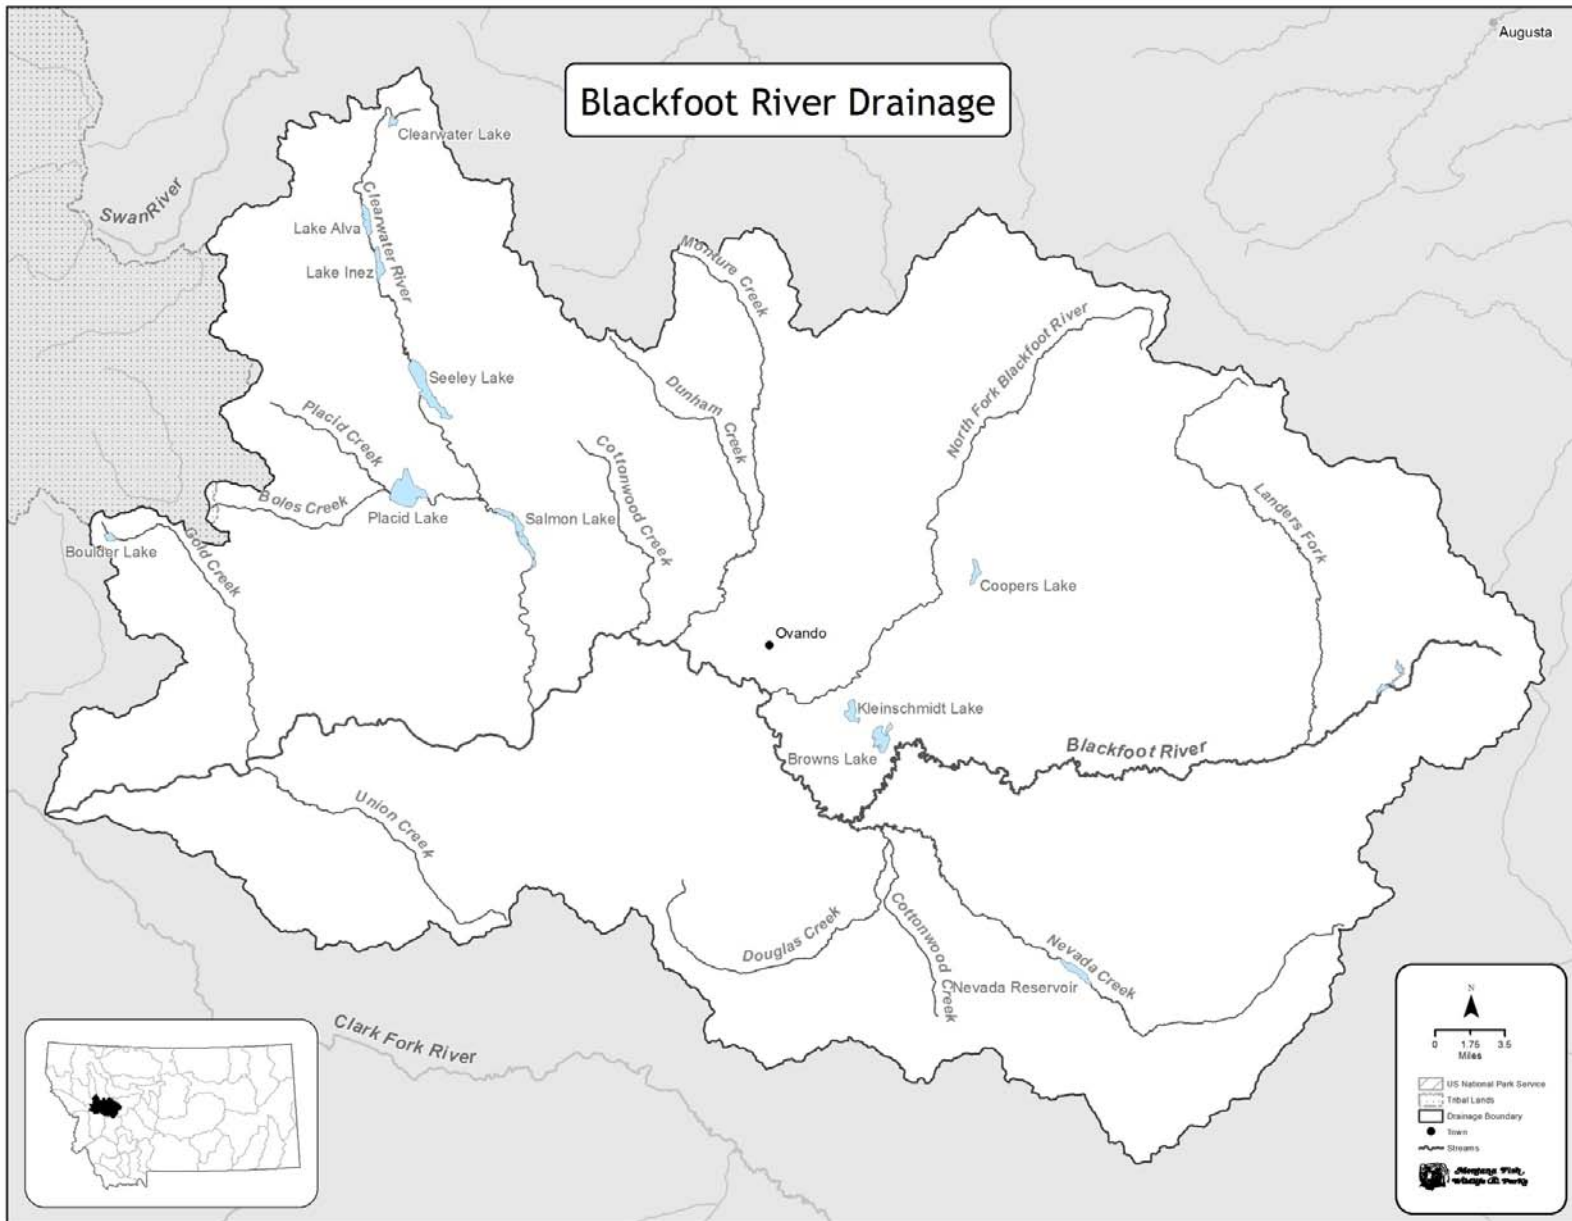 Augusta
Blackfoot River Drainage
Clearwater Lake
SwanRiver
Clearwater River
Lake Alva
Lake Inez
Monture Creek
North Fork Blackfoot River
Seeley Lake
Dunham Creek
Placid Creek
Cottonwood Creek
Boles Creek
Placid Lake
Salmon Lake
Landers Fork
Boulder Lake
Gold Creek
Coopers Lake
Ovando
Kleinschmidt Lake
Browns Lake
Blackfoot River
Union Creek
Douglas Creek
Cottonwood Creek
Nevada Creek
Nevada Reservoir
Clark Fork River
N
0 1.75 3.5
Miles
US National Park Service
Tribal Lands
Drainage Boundary
Town
Streams
Montana Fish
Wildlife & Parks